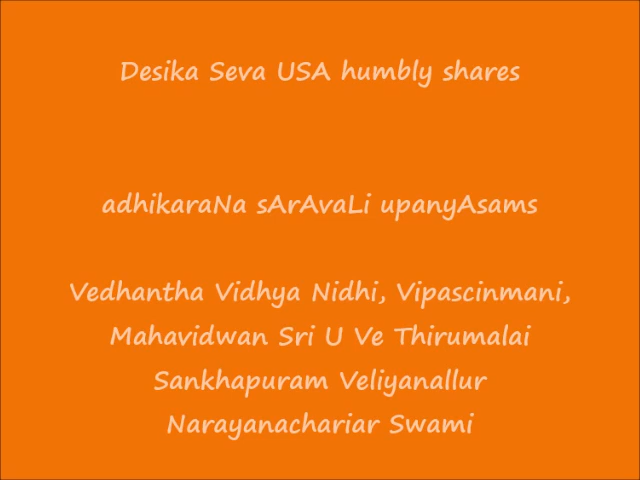 Desika Seva USA humbly shares
adhikaraNa sArAvaLi upanyAsams
Vedhantha Vidhya Nidhi, Vipascinmani,
Mahavidwan Sri U Ve Thirumalai
Sankhapuram Veliyanallur
Narayanachariar Swami